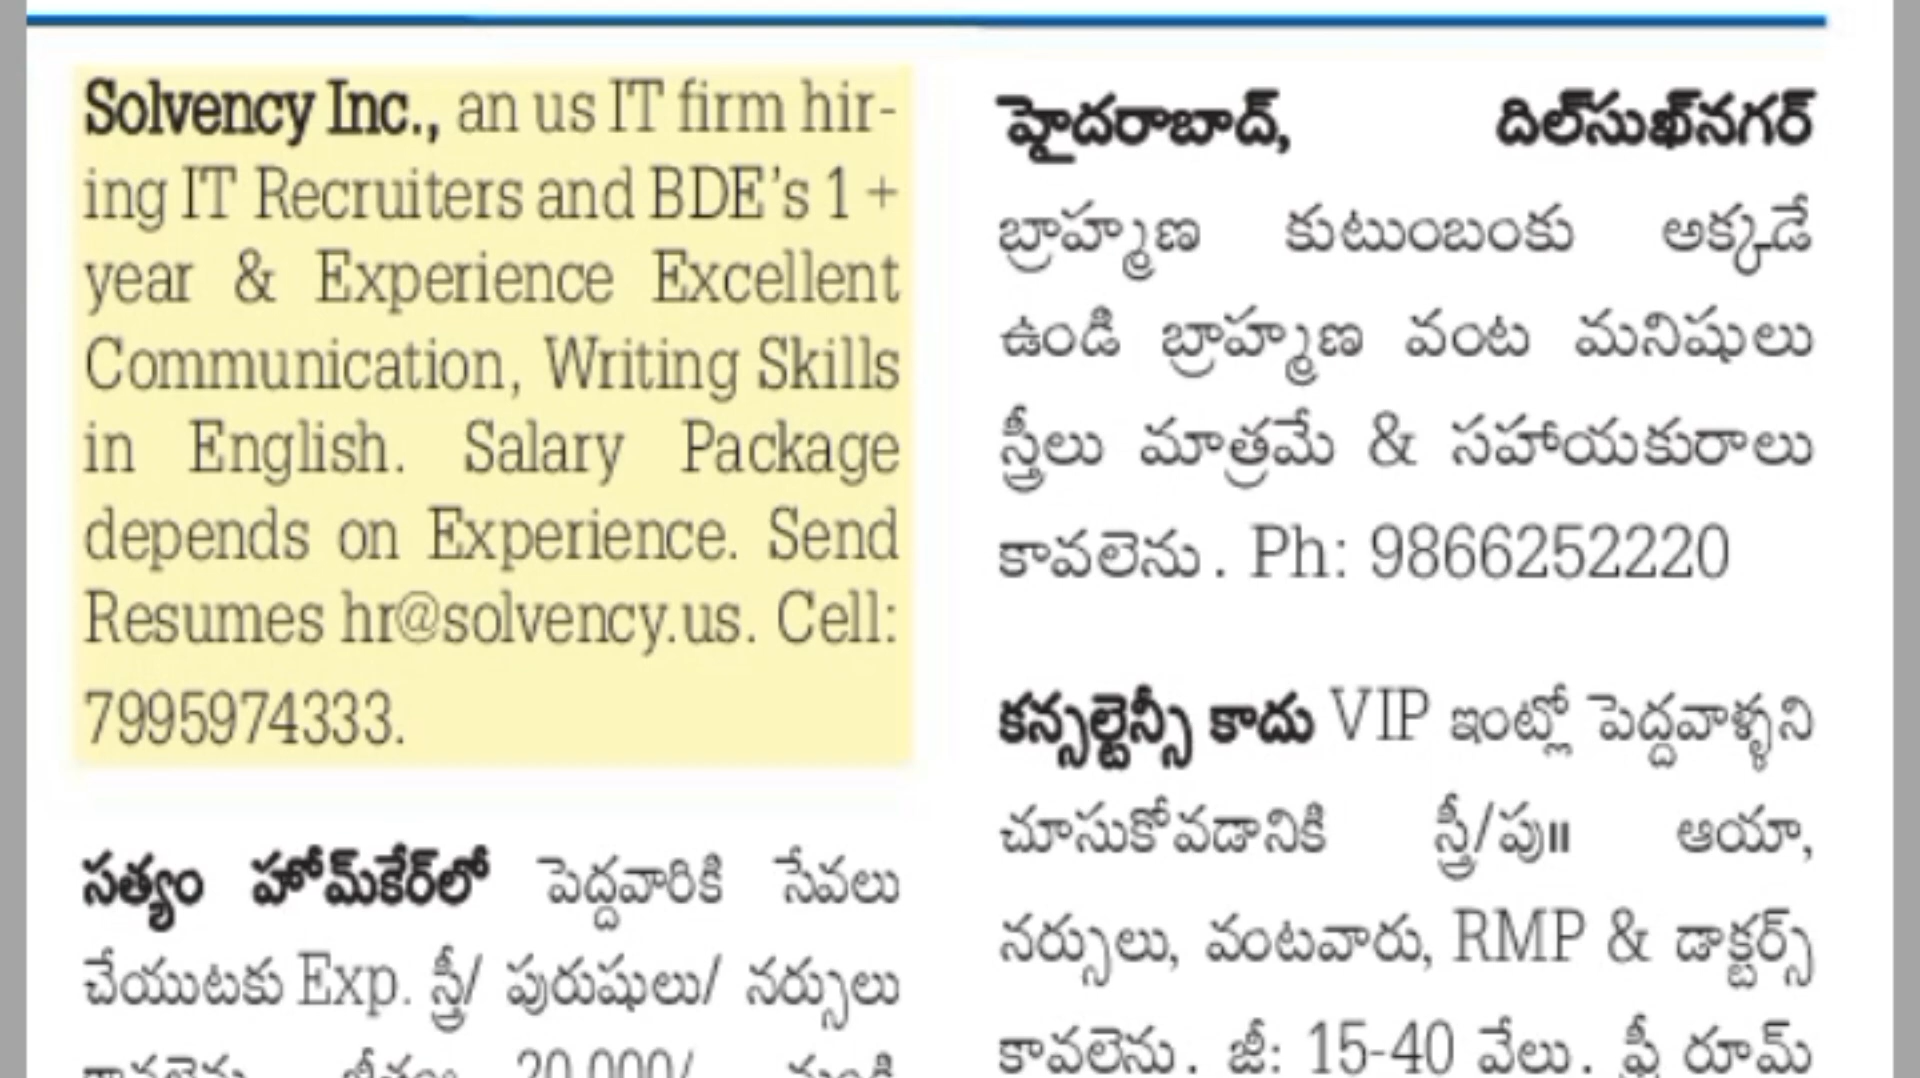 Solvency Inc., an us IT firm hir-
ing IT Recruiters and BDE's 1 +
year & Experience Excellent
Communication, Writing Skills
in English. Salary Package
depends on Experience. Send
Resumes hr@solvency.us. Cell:
7995974333.
సత్యం హోమ్‌కేర్‌లో పెద్దవారికి సేవలు
చేయుటకు Exp. స్త్రీ/ పురుషులు/ నర్సులు
కావలెను. జీతం: 20,000/ నుండి
హైదరాబాద్, దిల్‌సుఖ్‌నగర్
బ్రాహ్మణ కుటుంబంకు అక్కడే
ఉండి బ్రాహ్మణ వంట మనిషులు
స్త్రీలు మాత్రమే & సహాయకురాలు
కావలెను. Ph: 9866252220
కన్సల్టెన్సీ కాదు VIP ఇంట్లో పెద్దవాళ్ళని
చూసుకోవడానికి స్త్రీ/పు॥ ఆయా,
నర్సులు, వంటవారు, RMP & డాక్టర్స్
కావలెను. జీ: 15-40 వేలు. ఫ్రీ రూమ్